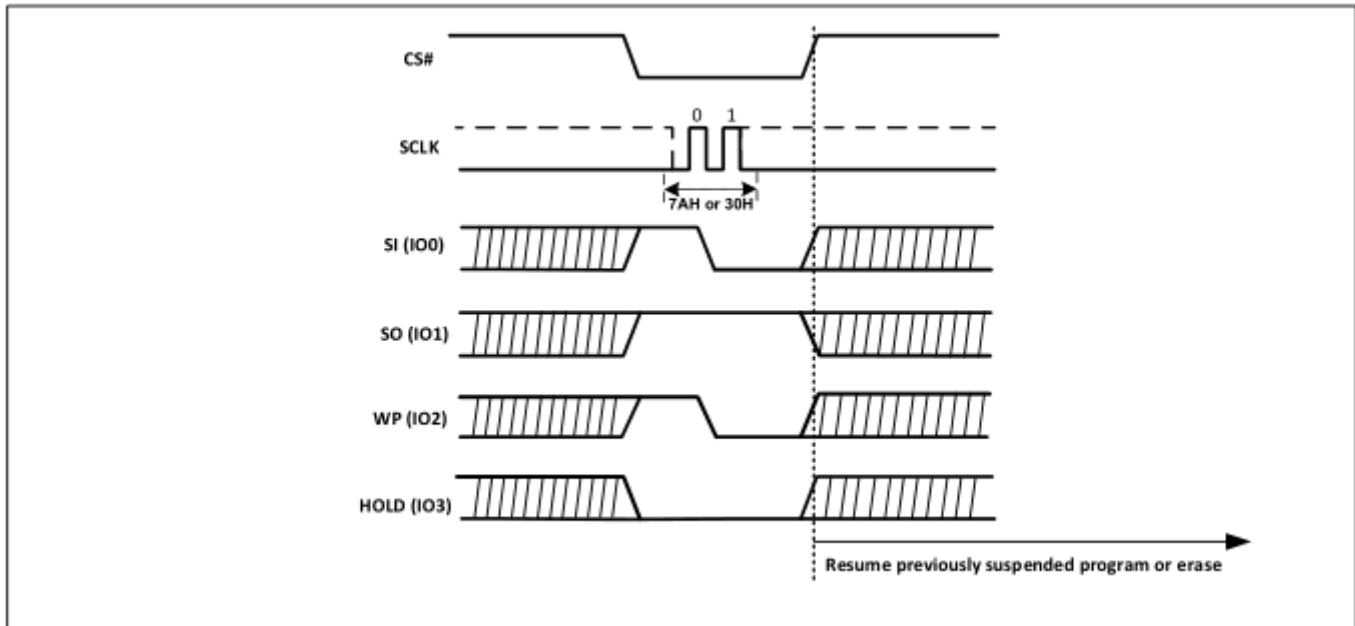 CS#
0 1
SCLK
7AH or 30H
SI (IO0)
SO (IO1)
WP (IO2)
HOLD (IO3)
Resume previously suspended program or erase